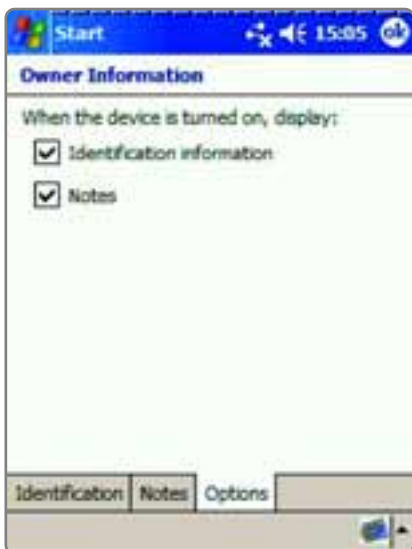 Start 15:05 ok
Owner Information
When the device is turned on, display:
Identification information
Notes
Identification Notes Options